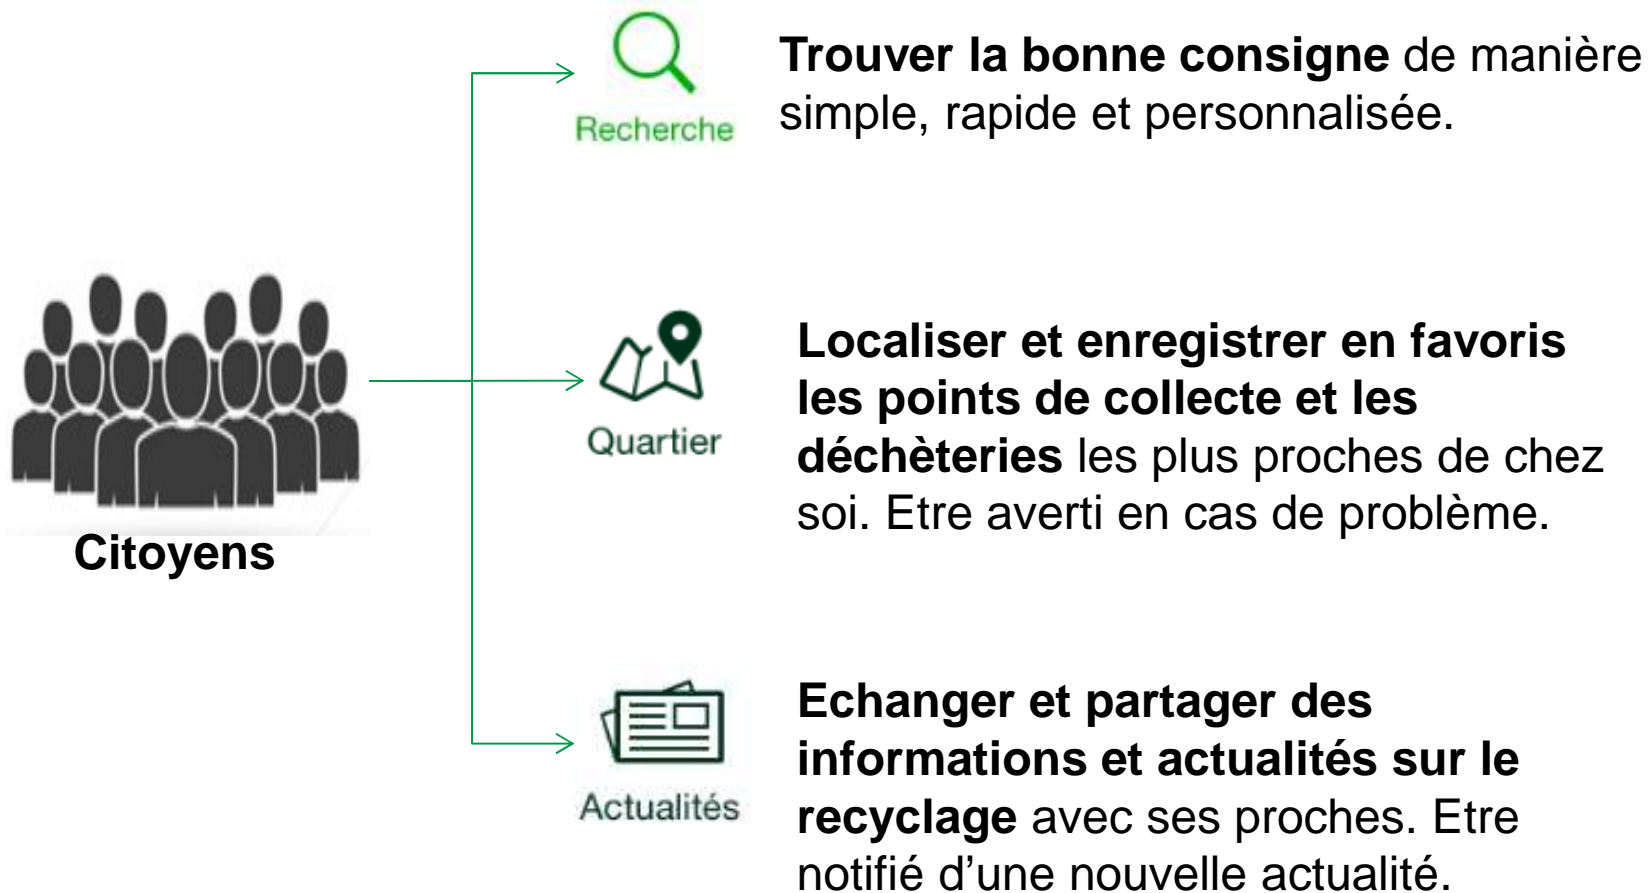 Recherche
Trouver la bonne consigne de manière
simple, rapide et personnalisée.
Citoyens
Quartier
Localiser et enregistrer en favoris
les points de collecte et les
déchèteries les plus proches de chez
soi. Etre averti en cas de problème.
Actualités
Echanger et partager des
informations et actualités sur le
recyclage avec ses proches. Etre
notifié d’une nouvelle actualité.